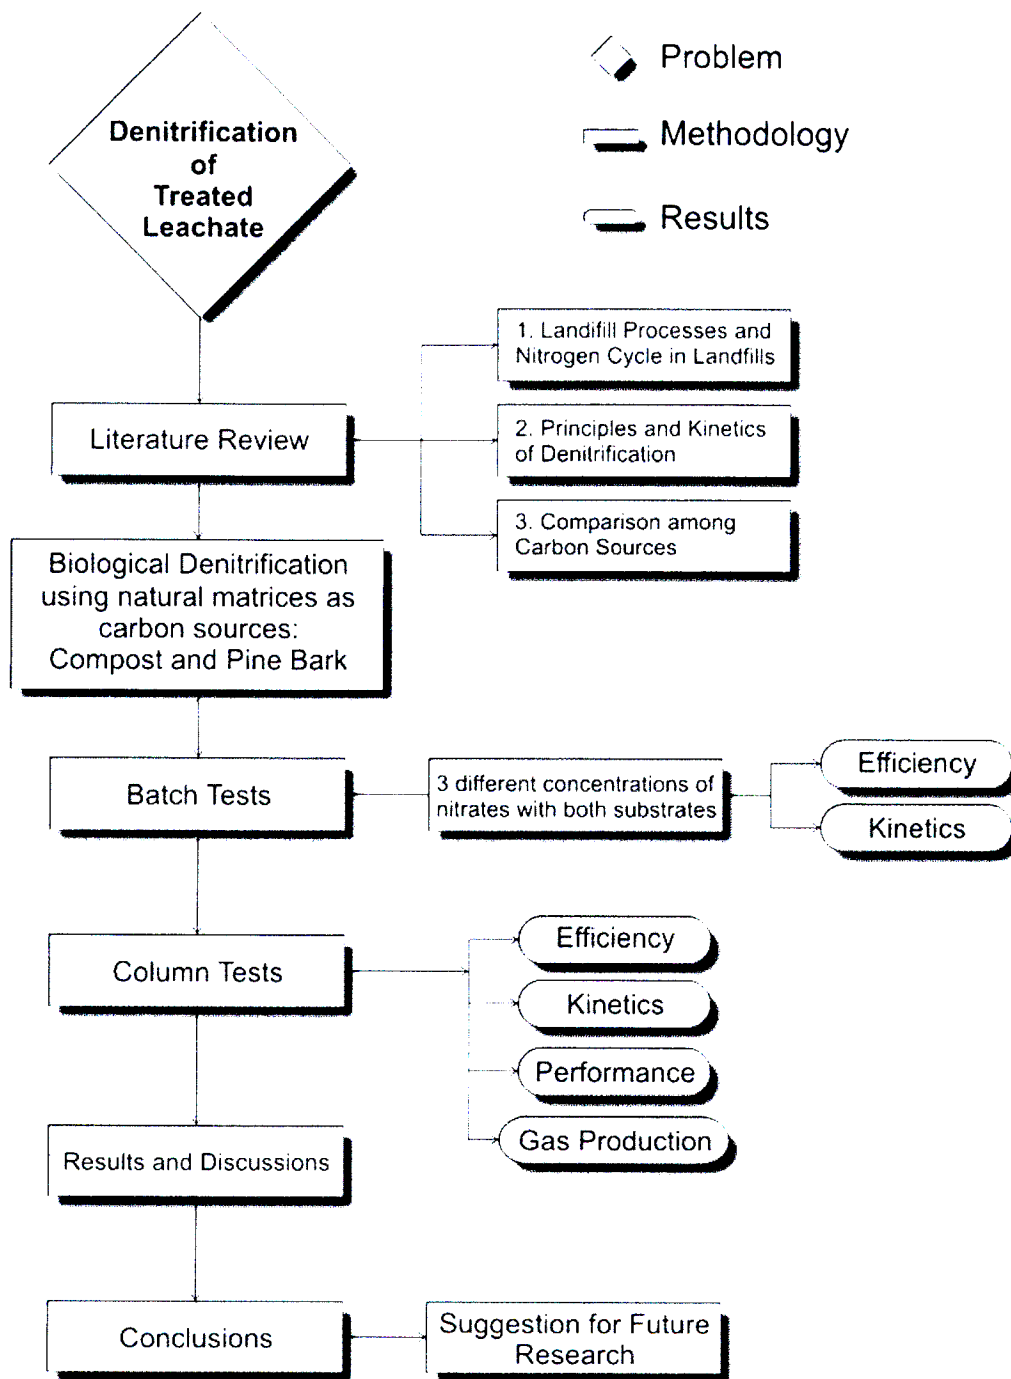 Denitrification
of
Treated
Leachate
Problem
Methodology
Results
Literature Review
1. Landifill Processes and
Nitrogen Cycle in Landfills
2. Principles and Kinetics
of Denitrification
3. Comparison among
Carbon Sources
Biological Denitrification
using natural matrices as
carbon sources:
Compost and Pine Bark
Batch Tests
3 different concentrations of
nitrates with both substrates
Efficiency
Kinetics
Column Tests
Efficiency
Kinetics
Performance
Gas Production
Results and Discussions
Conclusions
Suggestion for Future
Research